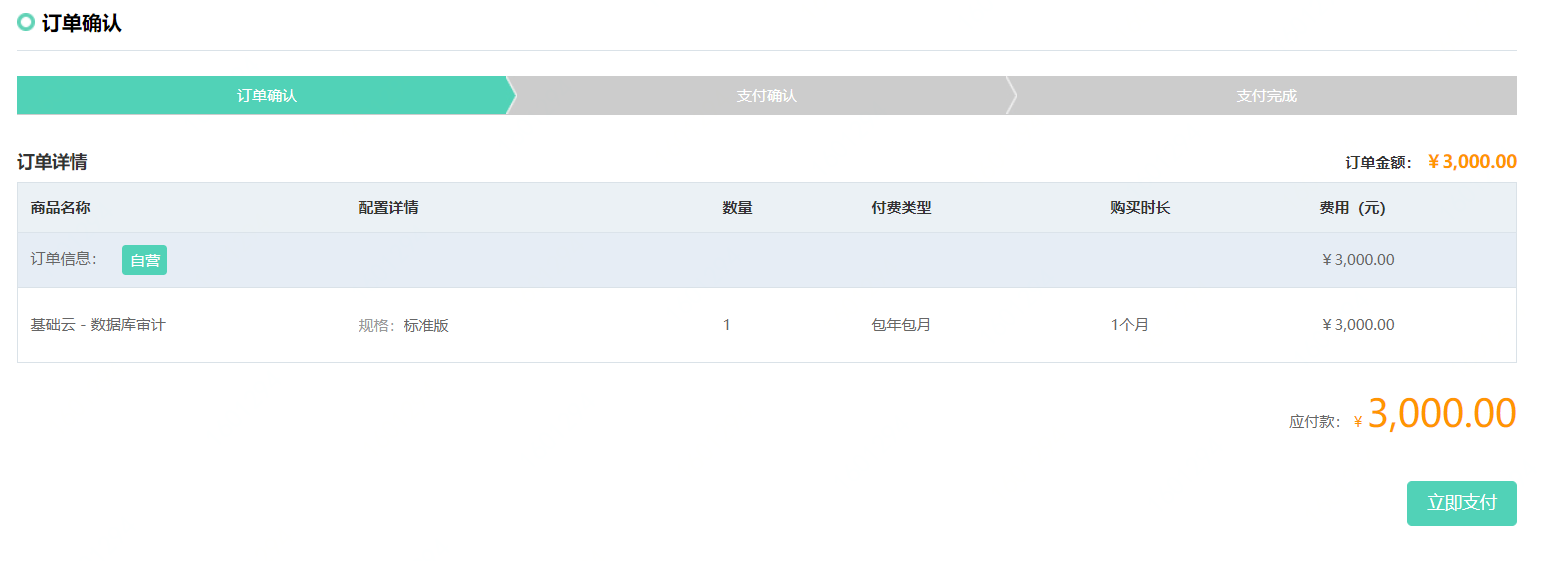 订单确认
订单确认 支付确认 支付完成
订单详情 订单金额： ¥ 3,000.00
商品名称 配置详情 数量 付费类型 购买时长 费用（元）
订单信息： 自营 ¥ 3,000.00
基础云 - 数据库审计 规格：标准版 1 包年包月 1个月 ¥ 3,000.00
应付款： ¥ 3,000.00
立即支付